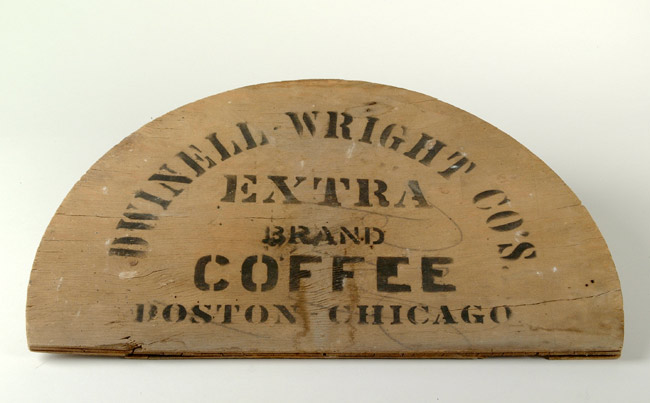 DWINELL-WRIGHT CO'S
EXTRA
BRAND
COFFEE
BOSTON-CHICAGO